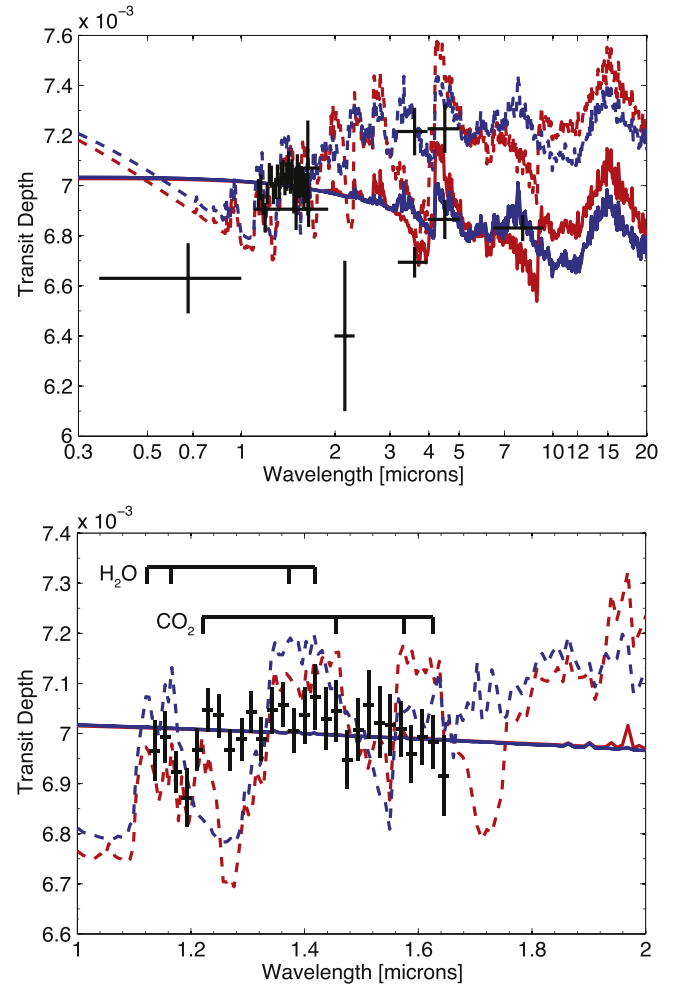 x 10⁻³
7.6
7.4
7.2
7
6.8
6.6
6.4
6.2
6
Transit Depth
0.3 0.5 0.7 1 2 3 4 5 7 10 12 15 20
Wavelength [microns]
x 10⁻³
7.4
7.3
7.2
7.1
7
6.9
6.8
6.7
6.6
Transit Depth
H₂O
CO₂
1 1.2 1.4 1.6 1.8 2
Wavelength [microns]